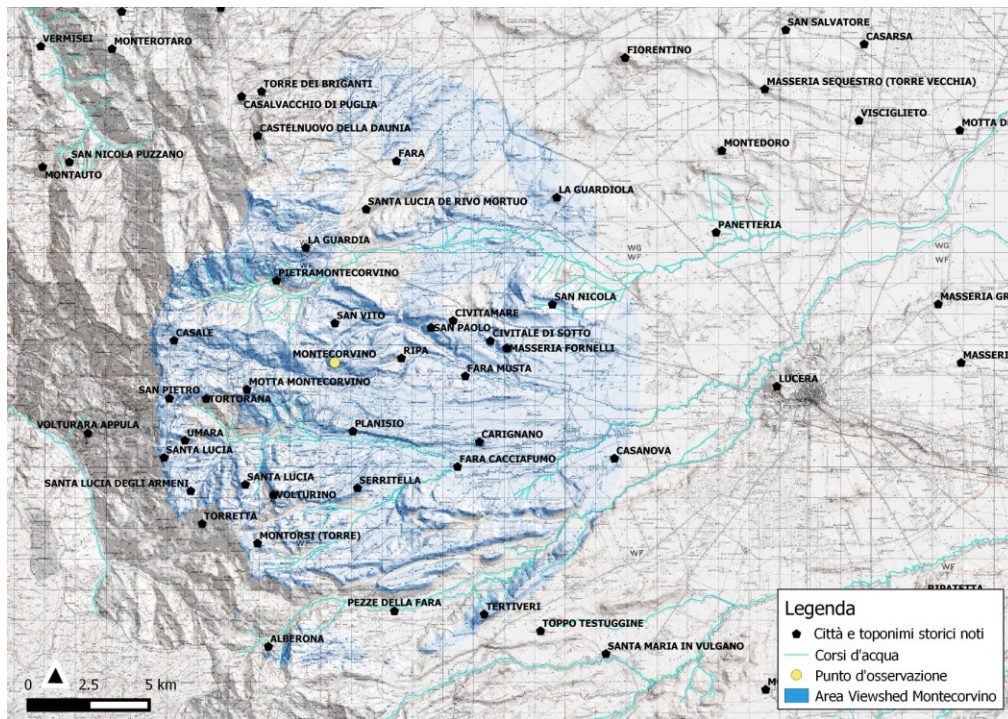 SAN SALVATORE
CASARSA
VERMISEI
MONTEROTARO
FIORENTINO
TORRE DEI BRIGANTI
CASALVACCHIO DI PUGLIA
MASSERIA SEQUESTRO (TORRE VECCHIA)
VISCIGLIETO
MOTTA D
CASTELNUOVO DELLA DAUNIA
MONTEDORO
SAN NICOLA PUZZANO
MONTAUTO
FARA
LA GUARDIOLA
SANTA LUCIA DE RIVO MORTUO
PANETTERIA
LA GUARDIA
WG
WF
WG
WF
PIETRAMONTECORVINO
SAN NICOLA
MASSERIA GR
SAN VITO
CIVITAMARE
SAN PAOLO
CASALE
CIVITALE DI SOTTO
MASSERIA FORNELLI
MONTECORVINO
RIPA
MASSERI
FARA MUSTA
LUCERA
MOTTA MONTECORVINO
SAN PIETRO
TORTORANA
VOLTURARA APPULA
UMARA
PLANISIO
CARIGNANO
SANTA LUCIA
FARA CACCIAFUMO
CASANOVA
SANTA LUCIA DEGLI ARMENI
SANTA LUCIA
SERRITELLA
VOLTURINO
TORRETTA
MONTORSI (TORRE)
WF
WF
WF
PEZZE DELLA FARA
TERTIVERI
TOPPO TESTUGGINE
ALBERONA
SANTA MARIA IN VULGANO
Legenda
Città e toponimi storici noti
Corsi d'acqua
Punto d'osservazione
Area Viewshed Montecorvino
0 2.5 5 km